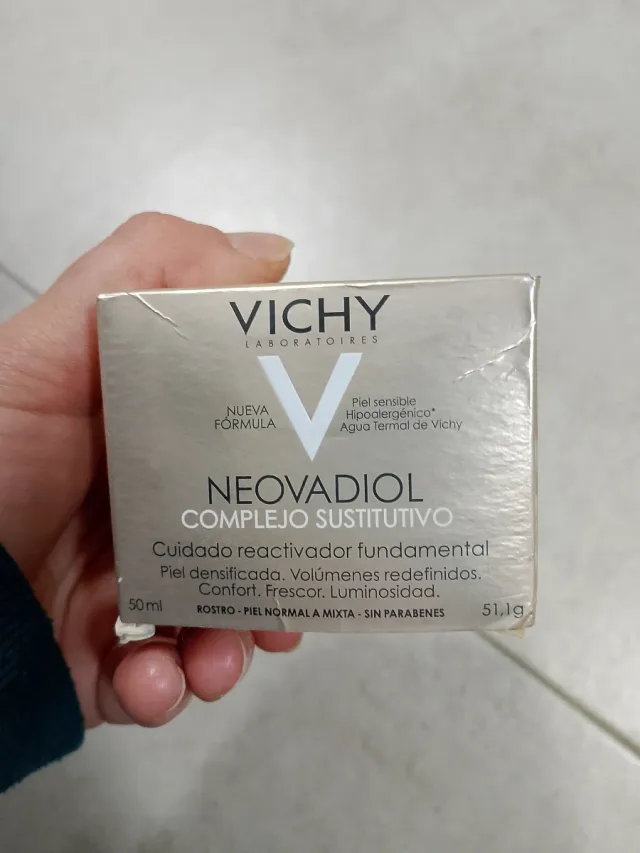 VICHY
LABORATOIRES
NUEVA
FÓRMULA
Piel sensible
Hipoalergénico*
Agua Termal de Vichy
NEOVADIOL
COMPLEJO SUSTITUTIVO
Cuidado reactivador fundamental
Piel densificada. Volúmenes redefinidos.
Confort. Frescor. Luminosidad.
50 ml ROSTRO - PIEL NORMAL A MIXTA - SIN PARABENES 51,1g